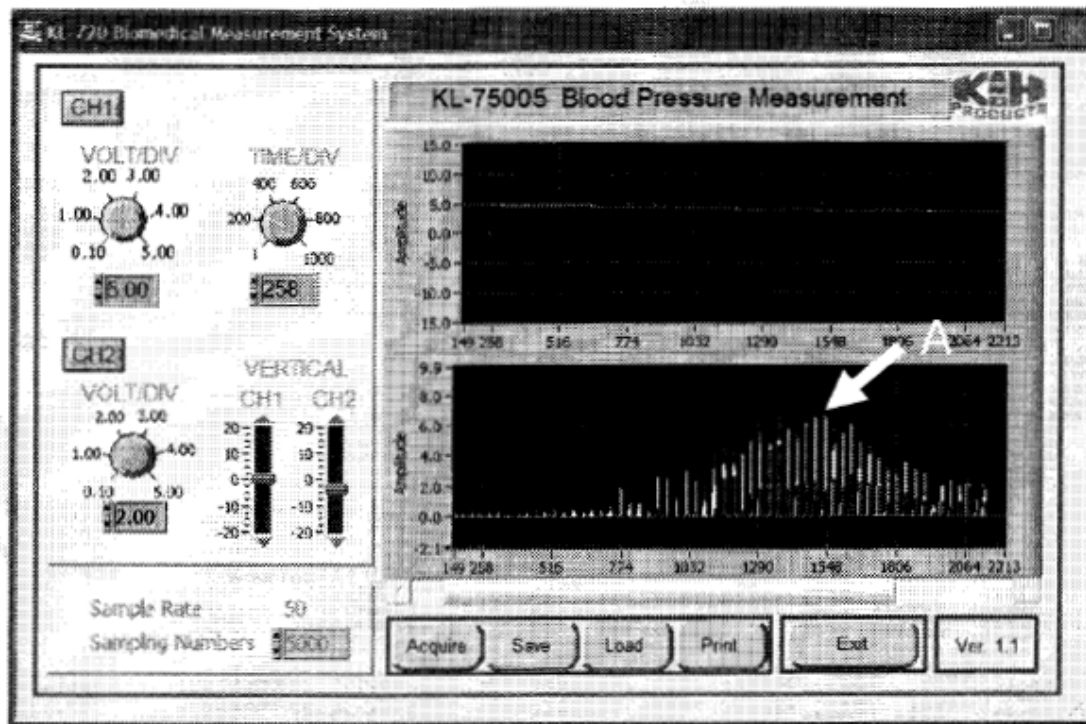 KL-720 Biomedical Measurement System
CH1
VOLT/DIV
2.00 3.00
1.00 4.00
0.10 5.00
5.00
TIME/DIV
400 600
200 800
1 1000
258
CH2
VOLT/DIV
2.00 3.00
1.00 4.00
0.10 5.00
2.00
VERTICAL
CH1 CH2
20 20
10 10
0 0
-10 -10
-20 -20
Sample Rate 50
Sampling Numbers 5000
KL-75005 Blood Pressure Measurement
K&H
PRODUCTS
Amplitude
15.0
10.0
5.0
0.0
-5.0
-10.0
15.0
149 258 516 774 1032 1290 1548 1806 2064 2213
A
Amplitude
9.9
8.0
6.0
4.0
2.0
0.0
-2.1
149 258 516 774 1032 1290 1548 1806 2064 2213
Acquire Save Load Print Exit Ver. 1.1